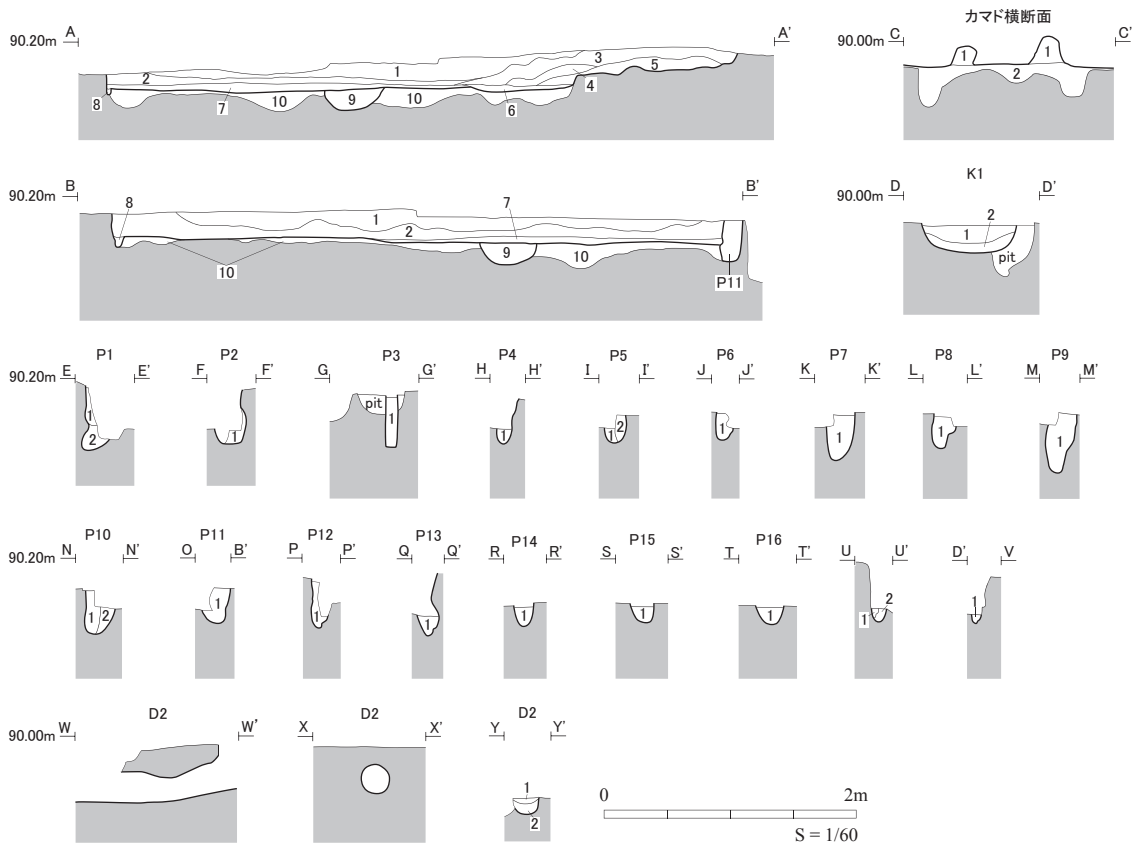 カマド横断面
90.20m A A'
90.00m C C'
1 2 3 4 5 6 7 8 9 10 10
1 1 2
K1
90.20m B B'
90.00m D D'
8 1 2 7 10 9 10 P11
1 2 pit
P1 P2 P3 P4 P5 P6 P7 P8 P9
90.20m E E' F F' G G' H H' I I' J J' K K' L L' M M'
1 2 1 pit 1 1 1 2 1 1 1 1
P10 P11 P12 P13 P14 P15 P16
90.20m N N' O B' P P' Q Q' R R' S S' T T' U U' D' V
1 2 1 1 1 1 1 1 1 2 1
D2 D2 D2
90.00m W W' X X' Y Y'
1 2
0 2m
S = 1/60